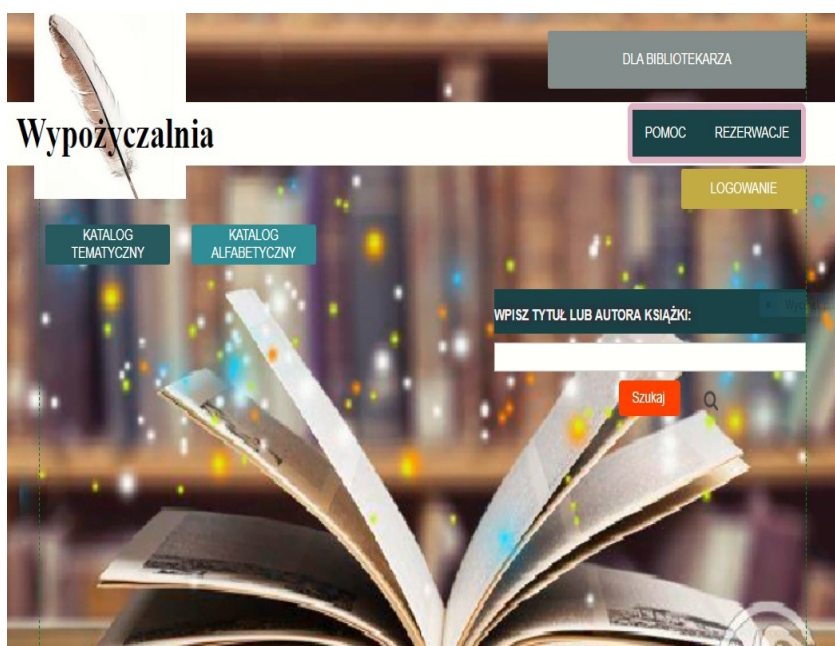 DLA BIBLIOTEKARZA
Wypożyczalnia
POMOC REZERWACJE
LOGOWANIE
KATALOG
TEMATYCZNY
KATALOG
ALFABETYCZNY
WPISZ TYTUŁ LUB AUTORA KSIĄŻKI:
Szukaj